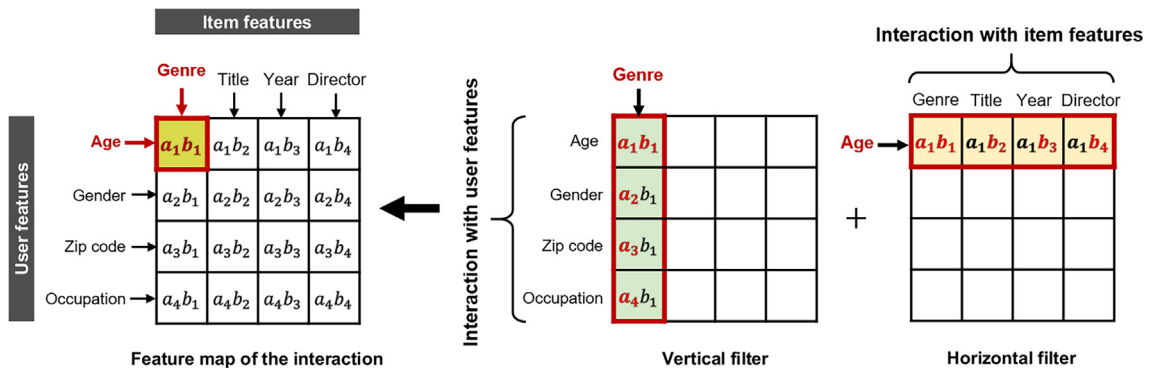 Item features
Genre Title Year Director
User features
Age a₁b₁ a₁b₂ a₁b₃ a₁b₄
Gender a₂b₁ a₂b₂ a₂b₃ a₂b₄
Zip code a₃b₁ a₃b₂ a₃b₃ a₃b₄
Occupation a₄b₁ a₄b₂ a₄b₃ a₄b₄
Feature map of the interaction
Interaction with user features
Genre
Age a₁b₁
Gender a₂b₁
Zip code a₃b₁
Occupation a₄b₁
Vertical filter
+
Interaction with item features
Genre Title Year Director
Age a₁b₁ a₁b₂ a₁b₃ a₁b₄
Horizontal filter